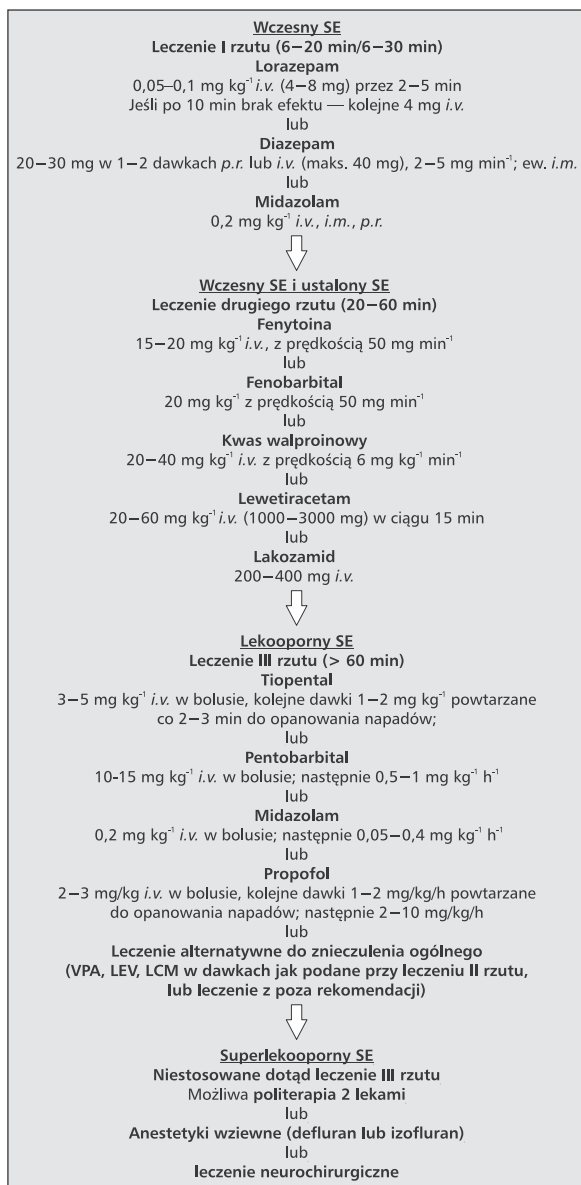 Wczesny SE
Leczenie I rzutu (6–20 min/6–30 min)
Lorazepam
0,05–0,1 mg kg⁻¹ i.v. (4–8 mg) przez 2–5 min
Jeśli po 10 min brak efektu — kolejne 4 mg i.v.
lub
Diazepam
20–30 mg w 1–2 dawkach p.r. lub i.v. (maks. 40 mg), 2–5 mg min⁻¹; ew. i.m.
lub
Midazolam
0,2 mg kg⁻¹ i.v., i.m., p.r.
Wczesny SE i ustalony SE
Leczenie drugiego rzutu (20–60 min)
Fenytoina
15–20 mg kg⁻¹ i.v., z prędkością 50 mg min⁻¹
lub
Fenobarbital
20 mg kg⁻¹ z prędkością 50 mg min⁻¹
lub
Kwas walproinowy
20–40 mg kg⁻¹ i.v. z prędkością 6 mg kg⁻¹ min⁻¹
lub
Lewetiracetam
20–60 mg kg⁻¹ i.v. (1000–3000 mg) w ciągu 15 min
lub
Lakozamid
200–400 mg i.v.
Lekooporny SE
Leczenie III rzutu (> 60 min)
Tiopental
3–5 mg kg⁻¹ i.v. w bolusie, kolejne dawki 1–2 mg kg⁻¹ powtarzane
co 2–3 min do opanowania napadów;
lub
Pentobarbital
10-15 mg kg⁻¹ i.v. w bolusie; następnie 0,5–1 mg kg⁻¹ h⁻¹
lub
Midazolam
0,2 mg kg⁻¹ i.v. w bolusie; następnie 0,05–0,4 mg kg⁻¹ h⁻¹
lub
Propofol
2–3 mg/kg i.v. w bolusie, kolejne dawki 1–2 mg/kg/h powtarzane
do opanowania napadów; następnie 2–10 mg/kg/h
lub
Leczenie alternatywne do znieczulenia ogólnego
(VPA, LEV, LCM w dawkach jak podane przy leczeniu II rzutu,
lub leczenie z poza rekomendacji)
Superlekooporny SE
Niestosowane dotąd leczenie III rzutu
Możliwa politerapia 2 lekami
lub
Anestetyki wziewne (defluran lub izofluran)
lub
leczenie neurochirurgiczne